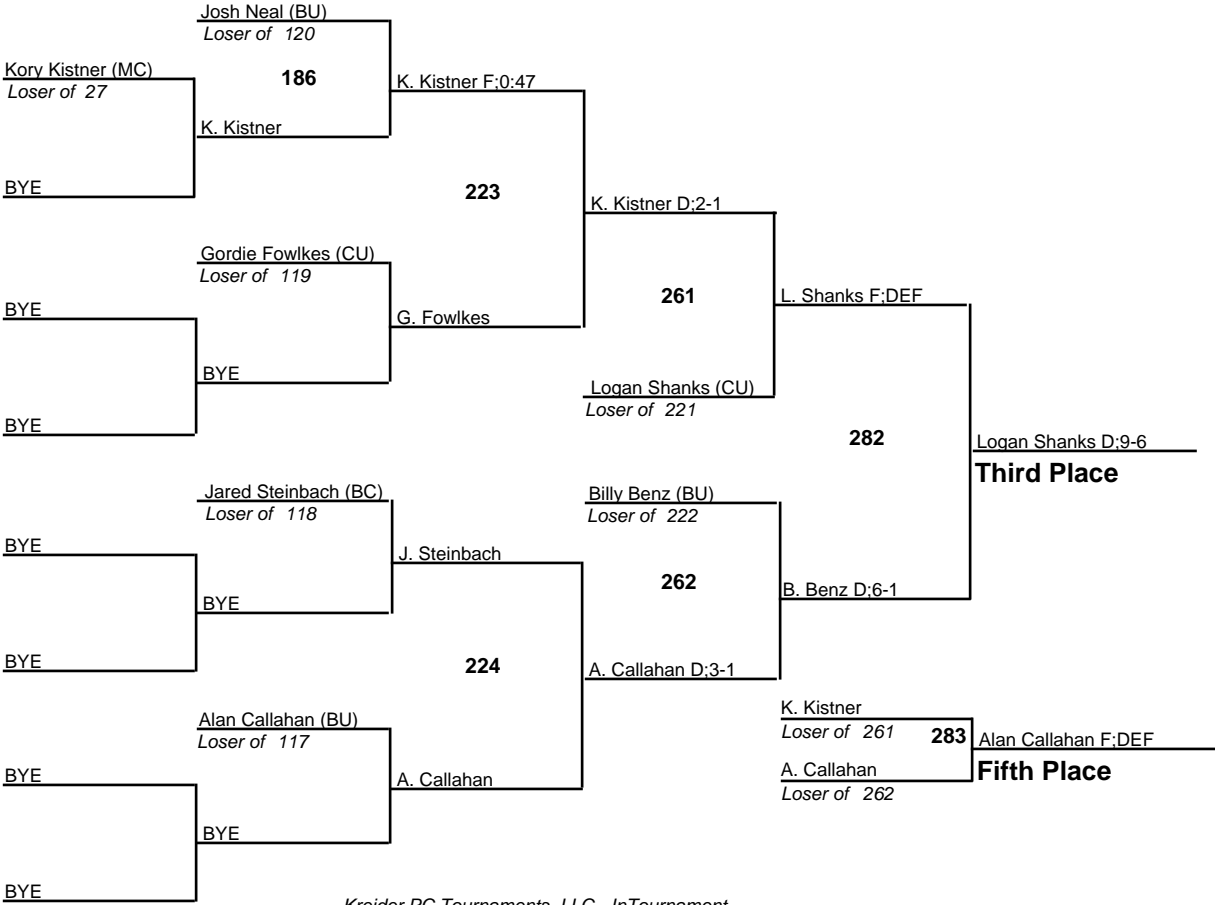 Josh Neal (BU)
Loser of 120
Kory Kistner (MC)
Loser of 27
186
K. Kistner F;0:47
K. Kistner
BYE
223
K. Kistner D;2-1
Gordie Fowlkes (CU)
Loser of 119
BYE
G. Fowlkes
261
L. Shanks F;DEF
BYE
Logan Shanks (CU)
Loser of 221
BYE
282
Logan Shanks D;9-6
Third Place
Jared Steinbach (BC)
Loser of 118
Billy Benz (BU)
Loser of 222
BYE
J. Steinbach
262
BYE
B. Benz D;6-1
BYE
224
A. Callahan D;3-1
Alan Callahan (BU)
Loser of 117
K. Kistner
Loser of 261
283
Alan Callahan F;DEF
Fifth Place
BYE
A. Callahan
A. Callahan
Loser of 262
BYE
BYE
Kreider PC Tournaments, LLC - InTournament